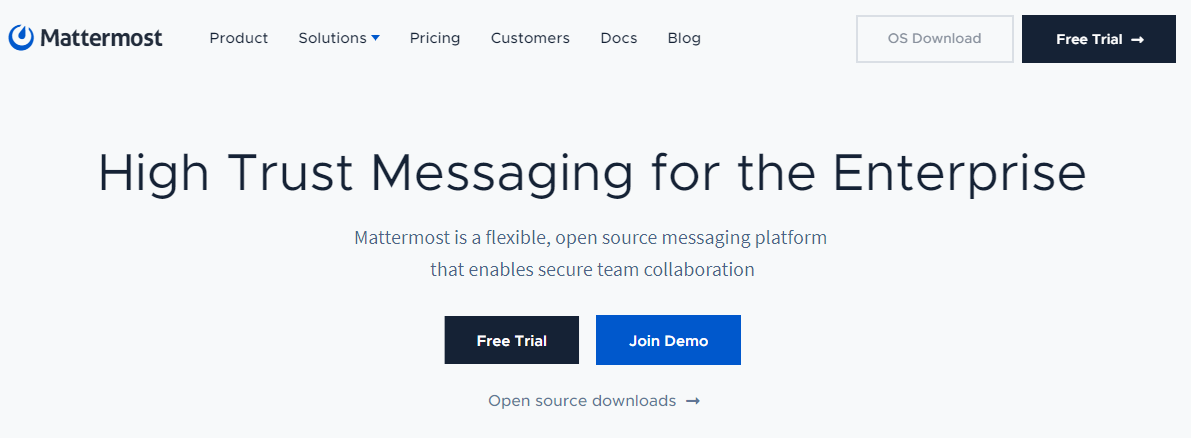 Mattermost Product Solutions Pricing Customers Docs Blog OS Download Free Trial →
High Trust Messaging for the Enterprise
Mattermost is a flexible, open source messaging platform
that enables secure team collaboration
Free Trial Join Demo
Open source downloads →